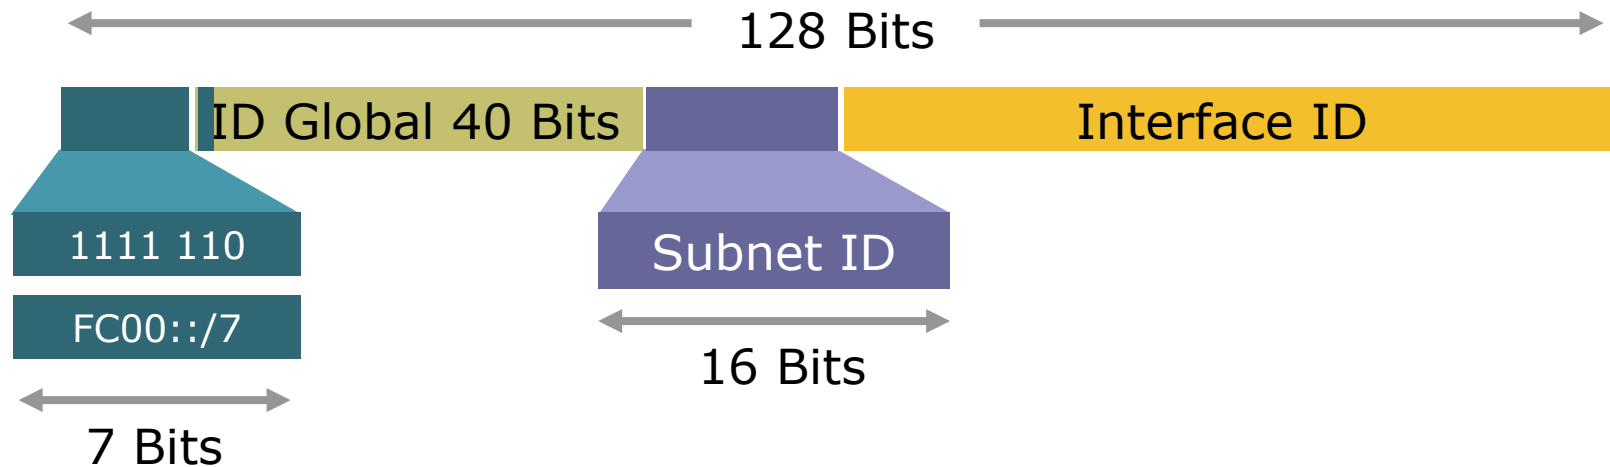 128 Bits
ID Global 40 Bits
Interface ID
1111 110
Subnet ID
FC00::/7
16 Bits
7 Bits